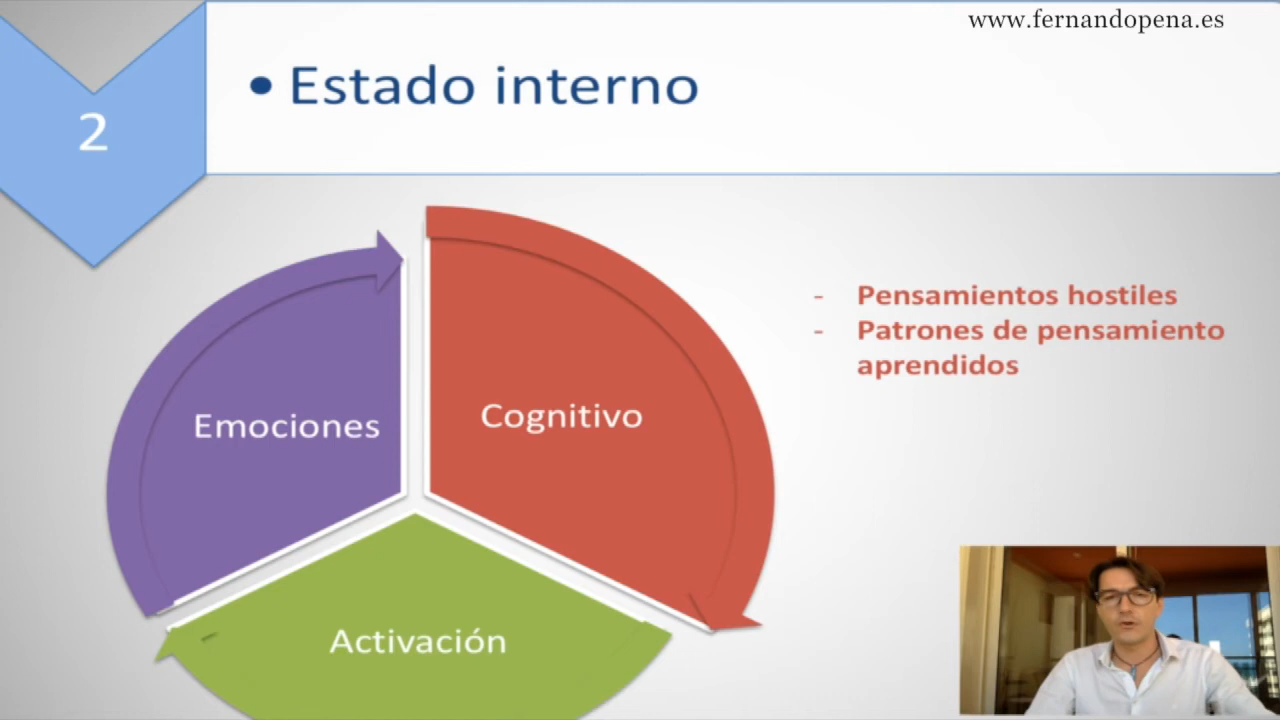 www.fernandopena.es
2
• Estado interno
- Pensamientos hostiles
- Patrones de pensamiento
aprendidos
Emociones
Cognitivo
Activación